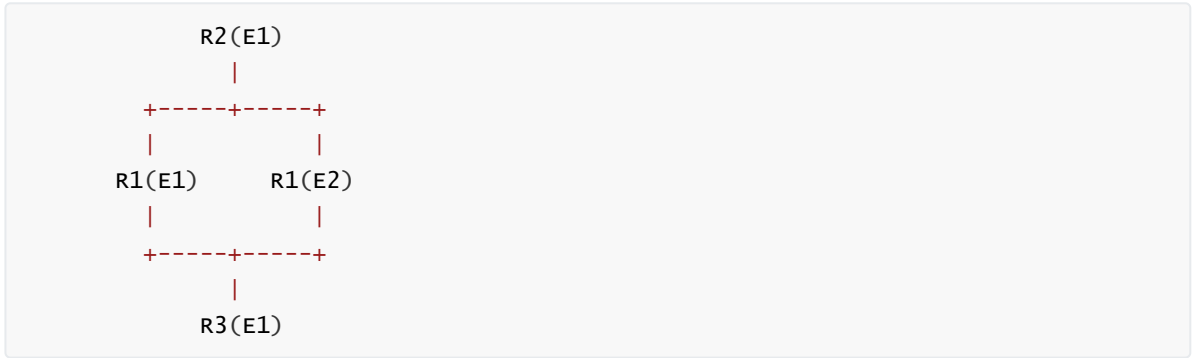 R2(E1)
|
+-----+-----+
| |
R1(E1) R1(E2)
| |
+-----+-----+
|
R3(E1)